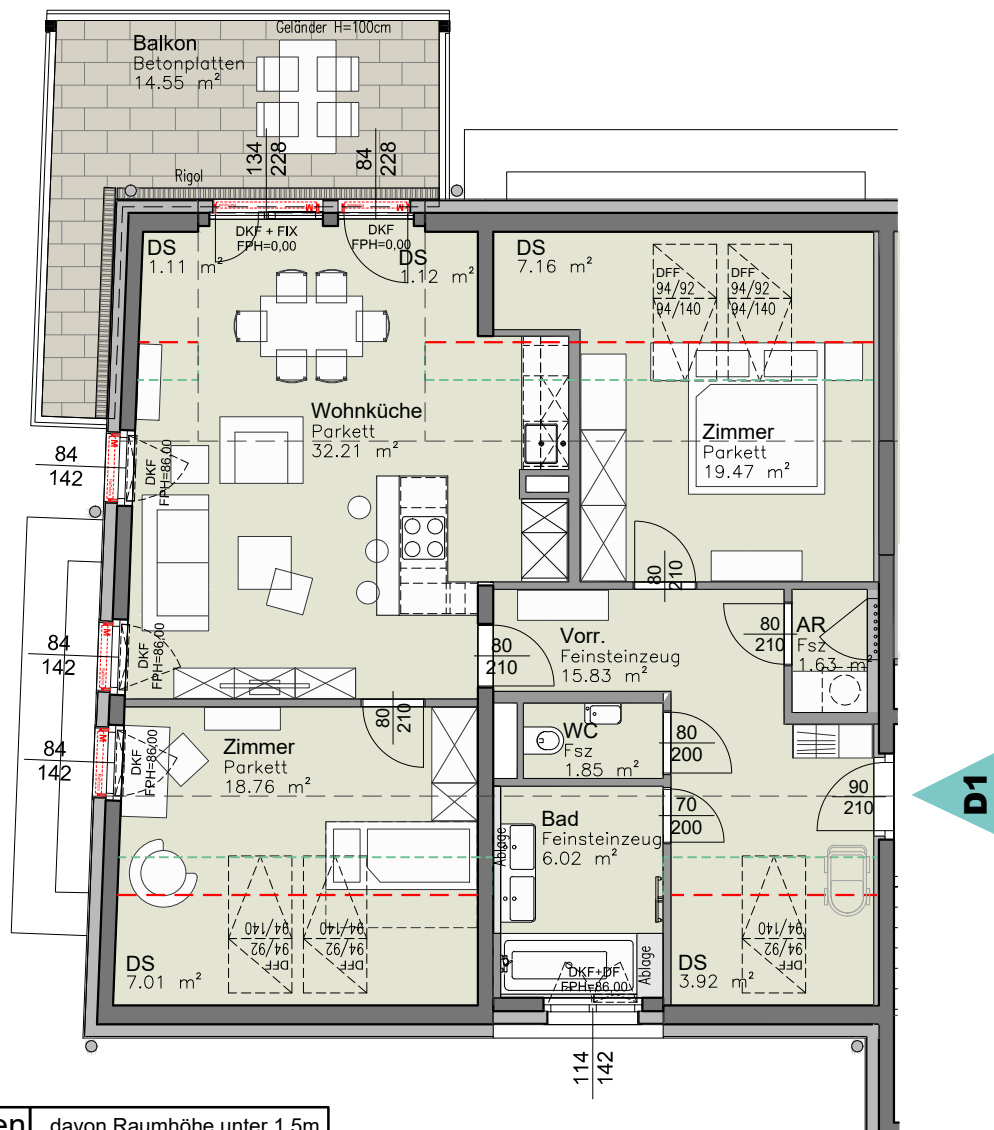 Geländer H=100cm
Balkon
Betonplatten
14.55 m²
134
228
84
228
Rigol
DKF + FIX
FPH=0,00
DKF
FPH=0,00
DS
1.11 m²
DS
1.12 m²
DS
7.16 m²
DFF
94/92
94/140
DFF
94/92
94/140
Wohnküche
Parkett
32.21 m²
Zimmer
Parkett
19.47 m²
84
142
DKF
FPH=86,00
80
210
84
142
DKF
FPH=86,00
80
210
Vorr.
Feinsteinzeug
15.83 m²
80
210
AR
Fsz
1.63 m²
80
210
84
142
DKF
FPH=86,00
Zimmer
Parkett
18.76 m²
WC
Fsz
1.85 m²
80
200
90
210
D1
Bad
Feinsteinzeug
6.02 m²
70
200
Ablage
94/140
94/92
DFF
94/140
94/92
DFF
94/140
94/92
DFF
DS
7.01 m²
DKF+DF
FPH=86,00
Ablage
DS
3.92 m²
114
142
en
davon Raumhöhe unter 1,5m